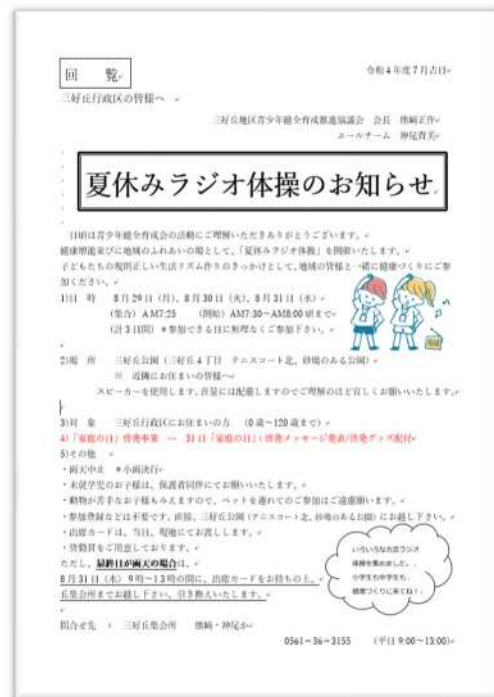 回　覧
令和4年度7月吉日
三好丘行政区の皆様へ
三好丘地区青少年健全育成推進協議会　会長　熊﨑正作
エールチーム　神尾貴美
夏休みラジオ体操のお知らせ
日頃は青少年健全育成会の活動にご理解いただきありがとうございます。
健康増進並びに地域のふれあいの場として、「夏休みラジオ体操」を開催いたします。
子どもたちの規則正しい生活リズム作りのきっかけとして、地域の皆様と一緒に健康づくりにご参
加ください。
1)日　時　8月29日（月）、8月30日（火）、8月31日（水）
（集合）AM7:25　（開始）AM7:30～AM8:00頃まで
（計3日間）＊参加できる日に無理なくご参加下さい。
2)場　所　三好丘公園（三好丘4丁目　テニスコート北、砂場のある公園）
※　近隣にお住まいの皆様へ
スピーカーを使用します。音量には配慮しますのでご理解のほど宜しくお願いいたします。
3)対　象　三好丘行政区にお住まいの方　（0歳～120歳まで）
4)「家庭の日」啓発事業　…　31日「家庭の日」：啓発メッセージ発表/啓発グッズ配付
5)その他
・雨天中止　＊小雨決行
・未就学児のお子様は、保護者同伴にてお願いいたします。
・動物が苦手なお子様もみえますので、ペットを連れてのご参加はご遠慮願います。
・参加登録などは不要です。直接、三好丘公園（テニスコート北、砂場のある公園）にお越し下さい。
・出席カードは、当日、現地にてお渡しします。
・皆勤賞をご用意しております。
ただし、最終日が雨天の場合は、
8月31日（水）9時～13時の間に、出席カードをお持ちの上、
丘集会所までお越し下さい。引き換えいたします。
いろいろな方言ラジオ
体操を集めました。
小学生も中学生も、
健康づくりに来てね！
問合せ先　：　三好丘集会所　熊﨑・神尾か
0561－36－3155　（平日9:00～13:00）